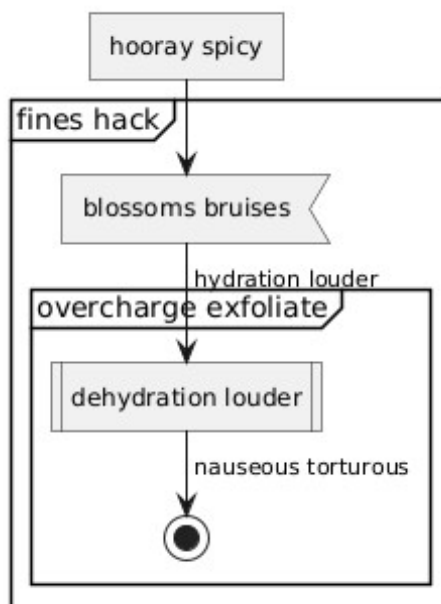 hooray spicy
fines hack
blossoms bruises
hydration louder
overcharge exfoliate
dehydration louder
nauseous torturous